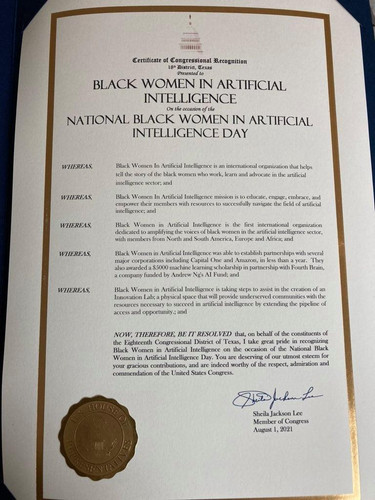 Certificate of Congressional Recognition
18th District, Texas
Presented to
BLACK WOMEN IN ARTIFICIAL
INTELLIGENCE
On the occasion of the
NATIONAL BLACK WOMEN IN ARTIFICIAL
INTELLIGENCE DAY
WHEREAS, Black Women In Artificial Intelligence is an international organization that helps
tell the story of the black women who work, learn and advocate in the artificial
intelligence sector; and
WHEREAS, Black Women in Artificial Intelligence mission is to educate, engage, embrace, and
empower their members with resources to successfully navigate the field of artificial
intelligence; and
WHEREAS, Black Women in Artificial Intelligence is the first international organization
dedicated to amplifying the voices of black women in the artificial intelligence sector,
with members from North and South America, Europe and Africa; and
WHEREAS, Black Women in Artificial Intelligence was able to establish partnerships with several
major corporations including Capital One and Amazon, in less than a year. They
also awarded a $3000 machine learning scholarship in partnership with Fourth Brain,
a company funded by Andrew Ng's AI Fund; and
WHEREAS, Black Women in Artificial Intelligence is taking steps to assist in the creation of an
Innovation Lab; a physical space that will provide underserved communities with the
resources necessary to succeed in artificial intelligence by extending the pipeline of
access and opportunity.; and
NOW, THEREFORE, BE IT RESOLVED that, on behalf of the constituents of
the Eighteenth Congressional District of Texas, I take great pride in recognizing
Black Women in Artificial Intelligence on the occasion of the National Black
Women in Artificial Intelligence Day. You are deserving of our utmost esteem for
your gracious contributions, and are indeed worthy of the respect, admiration and
commendation of the United States Congress.
Sheila Jackson Lee
Sheila Jackson Lee
Member of Congress
August 1, 2021